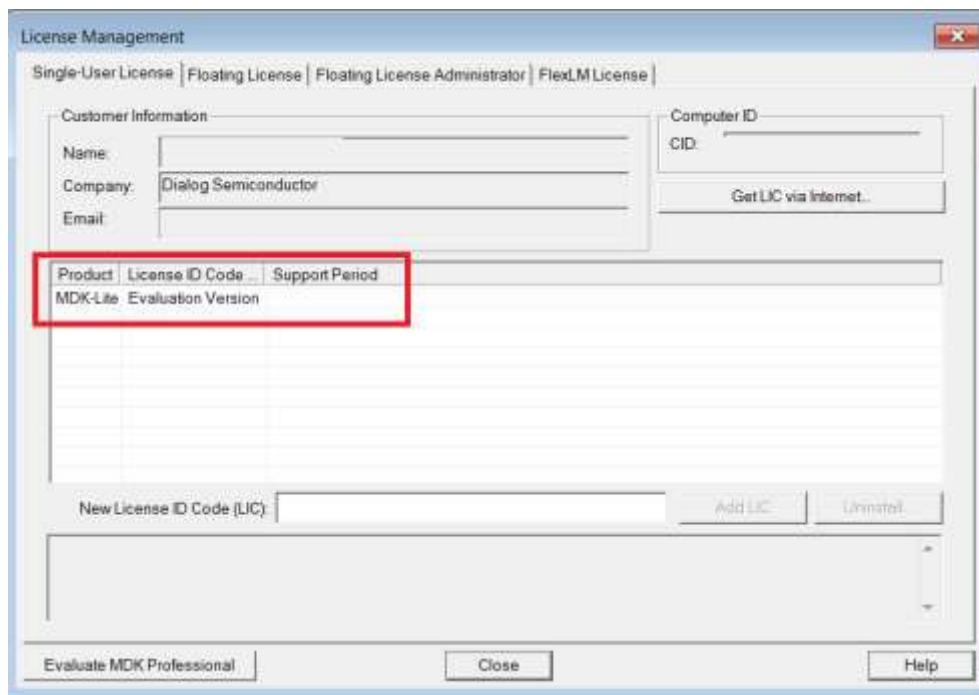 License Management
Single-User License | Floating License | Floating License Administrator | FlexLM License |
Customer Information
Name:
Company: Dialog Semiconductor
Email:
Computer ID
CID:
Get LIC via Internet...
Product License ID Code ... Support Period
MDK-Lite Evaluation Version
New License ID Code (LIC):
Add LIC
Uninstall...
Evaluate MDK Professional
Close
Help